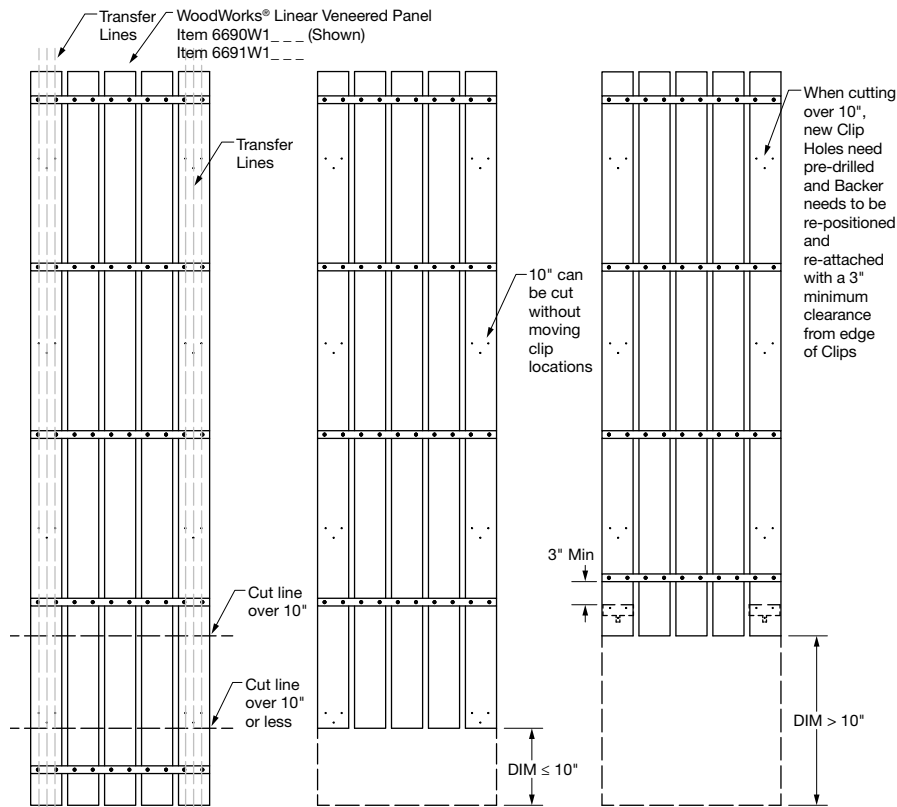 Transfer
Lines
WoodWorks® Linear Veneered Panel
Item 6690W1_ _ _ (Shown)
Item 6691W1_ _ _
Transfer
Lines
Cut line
over 10"
Cut line
over 10"
or less
10" can
be cut
without
moving
clip
locations
DIM ≤ 10"
When cutting
over 10",
new Clip
Holes need
pre-drilled
and Backer
needs to be
re-positioned
and
re-attached
with a 3"
minimum
clearance
from edge
of Clips
3" Min
DIM > 10"